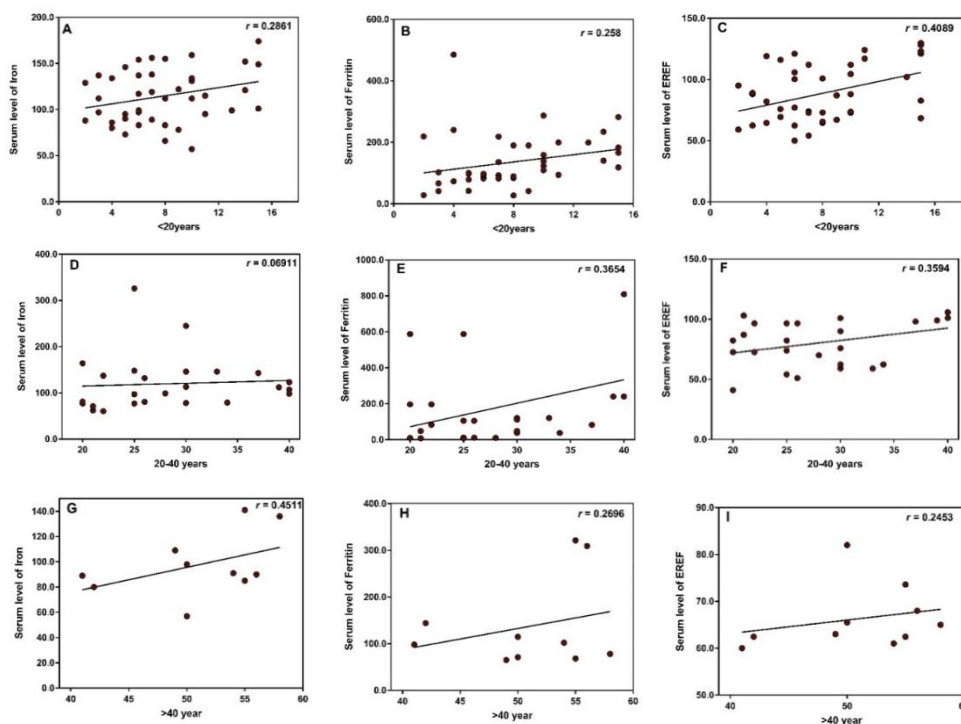 A
r = 0.2861
Serum level of Iron
200.0
150.0
100.0
50.0
0.0
0 4 8 12 16
<20years
B
r = 0.258
Serum level of Ferritin
600.0
400.0
200.0
0.0
0 4 8 12
<20years
C
r = 0.4089
Serum level of EREF
150.0
100.0
50.0
0.0
0 4 8 12 16
<20years
D
r = 0.06911
Serum level of Iron
400.0
300.0
200.0
100.0
0.0
20 25 30 35 40
20-40 years
E
r = 0.3654
Serum level of Ferritin
1000.0
800.0
600.0
400.0
200.0
0.0
20 25 30 35 40
20-40 years
F
r = 0.3594
Serum level of EREF
150.0
100.0
50.0
0.0
20 25 30 35 40
20-40 years
G
r = 0.4511
Serum level of Iron
140.0
120.0
100.0
80.0
60.0
40.0
20.0
0.0
40 45 50 55 60
>40 year
H
r = 0.2696
Serum level of Ferritin
400.0
300.0
200.0
100.0
0.0
40 45 50 55 60
>40 year
I
r = 0.2453
Serum level of EREF
90.0
80.0
70.0
60.0
50.0
40 50
>40 year